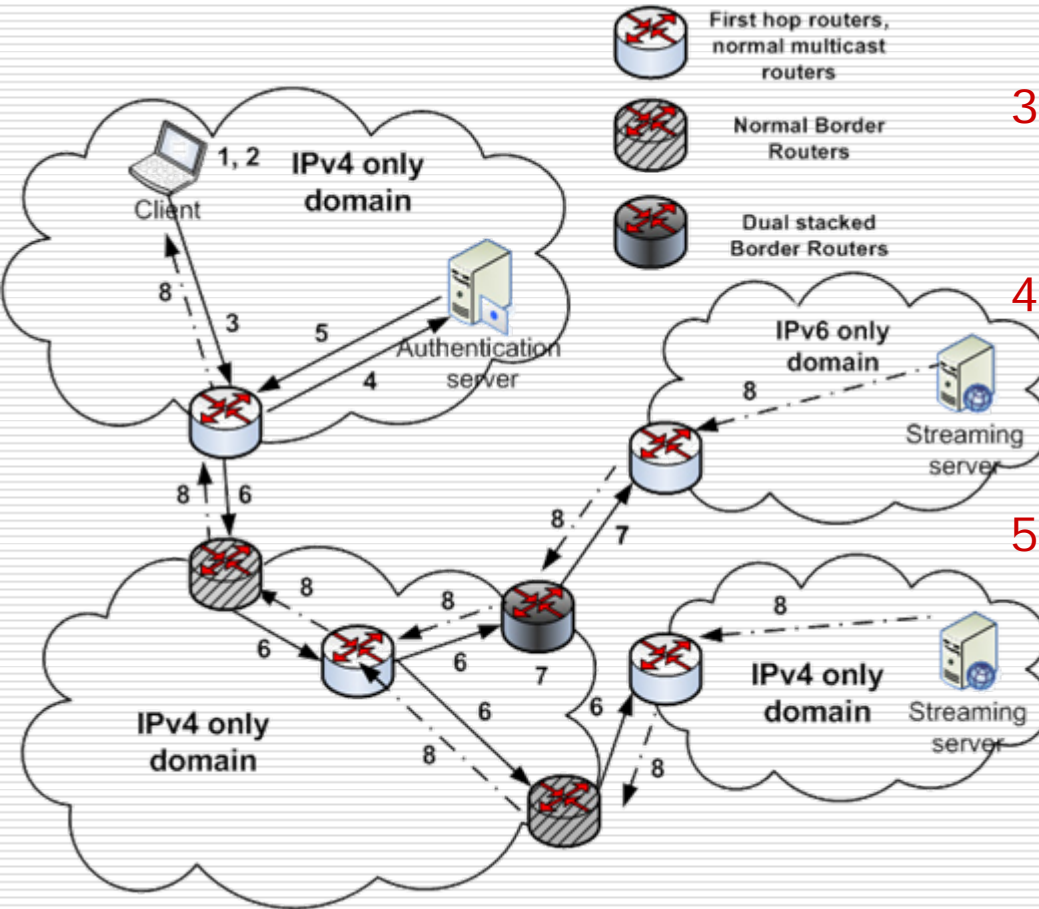 First hop routers,
normal multicast
routers
3
Normal Border
Routers
Dual stacked
Border Routers
1, 2
IPv4 only
domain
Client
8
3
5
4
Authentication
server
4
IPv6 only
domain
8
Streaming
server
8
6
8
7
5
8
8
8
6
6
7
6
6
8
8
IPv4 only
domain
Streaming
server
IPv4 only
domain
8